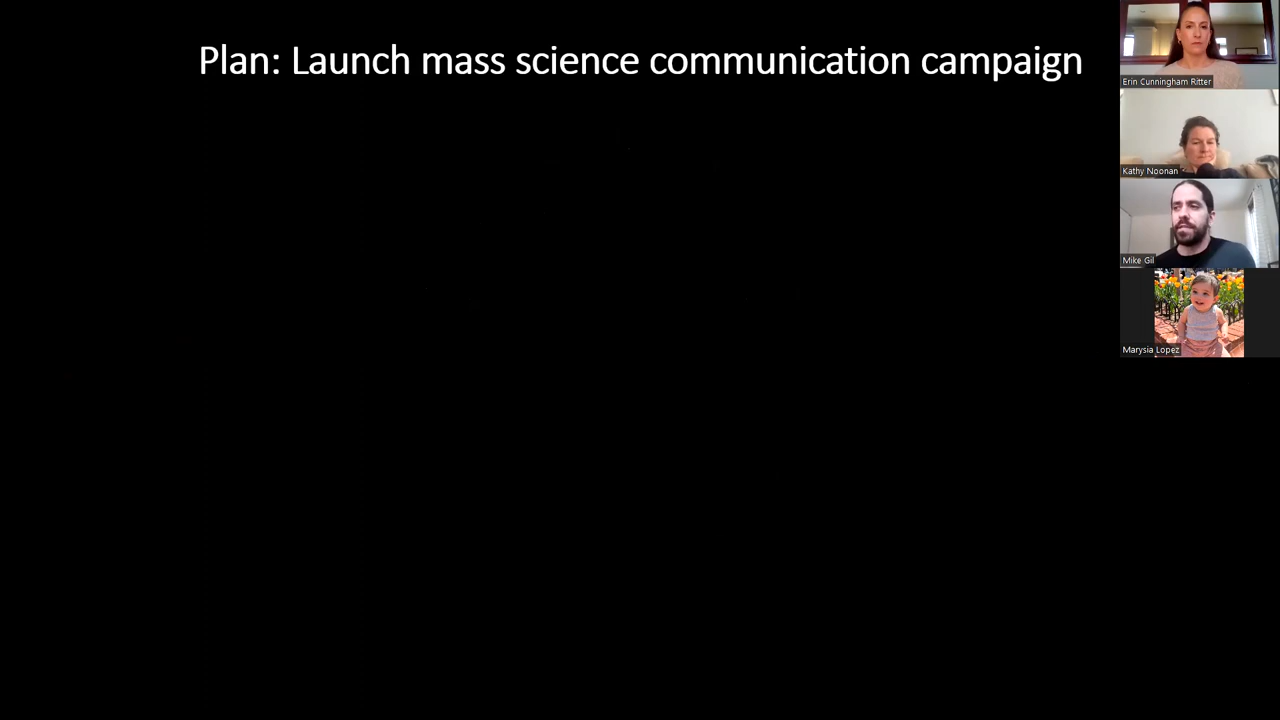 Plan: Launch mass science communication campaign
Erin Cunningham Ritter
Kathy Noonan
Mike Gil
Marysia Lopez